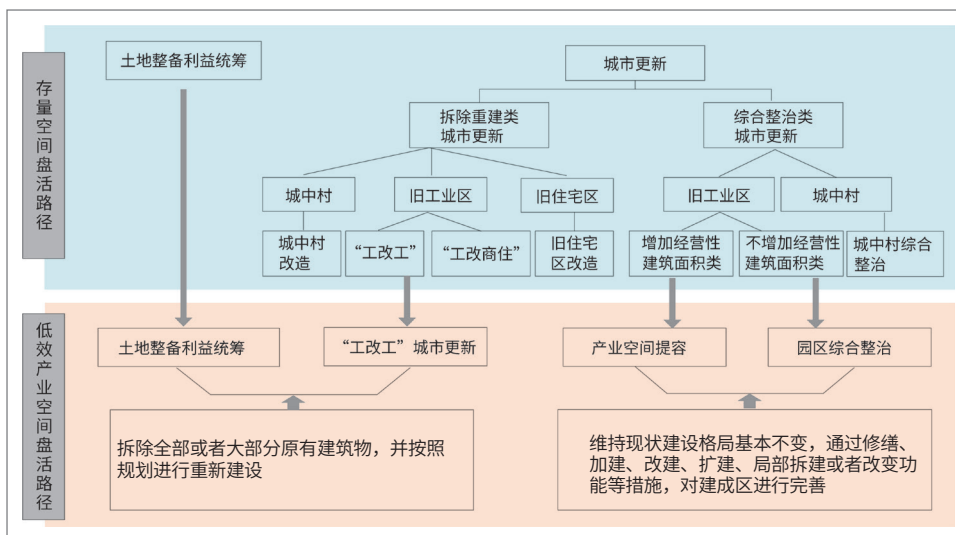 存量空间盘活路径
土地整备利益统筹
城市更新
拆除重建类
城市更新
综合整治类
城市更新
城中村
旧工业区
旧住宅区
旧工业区
城中村
城中村
改造
“工改工”
“工改商住”
旧住宅
区改造
增加经营性
建筑面积类
不增加经营性
建筑面积类
城中村综合
整治
低效产业空间盘活路径
土地整备利益统筹
“工改工”城市更新
产业空间提容
园区综合整治
拆除全部或者大部分原有建筑物，并按照
规划进行重新建设
维持现状建设格局基本不变，通过修缮、
加建、改建、扩建、局部拆建或者改变功
能等措施，对建成区进行完善